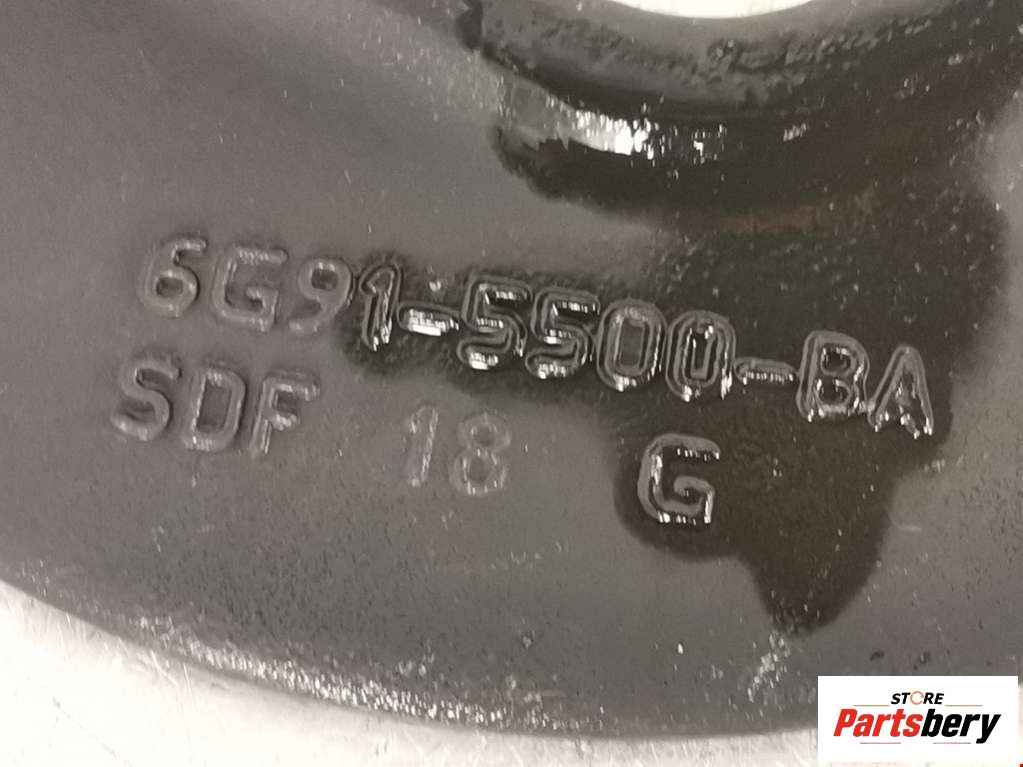 6G91-5500-BA
SDF 18 G
STORE
Partsbery